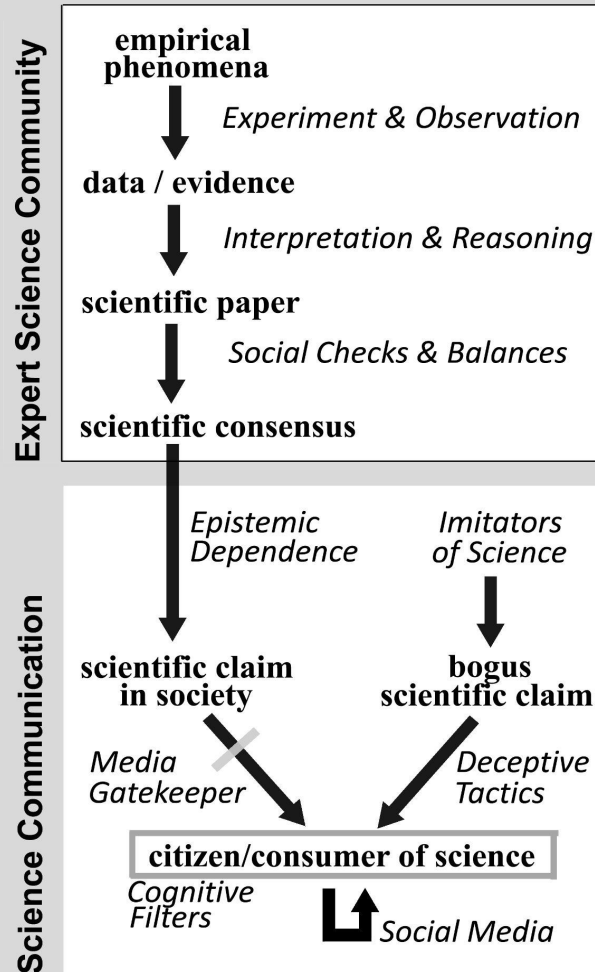 Expert Science Community
empirical
phenomena
Experiment & Observation
data / evidence
Interpretation & Reasoning
scientific paper
Social Checks & Balances
scientific consensus
Science Communication
Epistemic
Dependence
Imitators
of Science
scientific claim
in society
bogus
scientific claim
Media
Gatekeeper
Deceptive
Tactics
citizen/consumer of science
Cognitive
Filters
Social Media